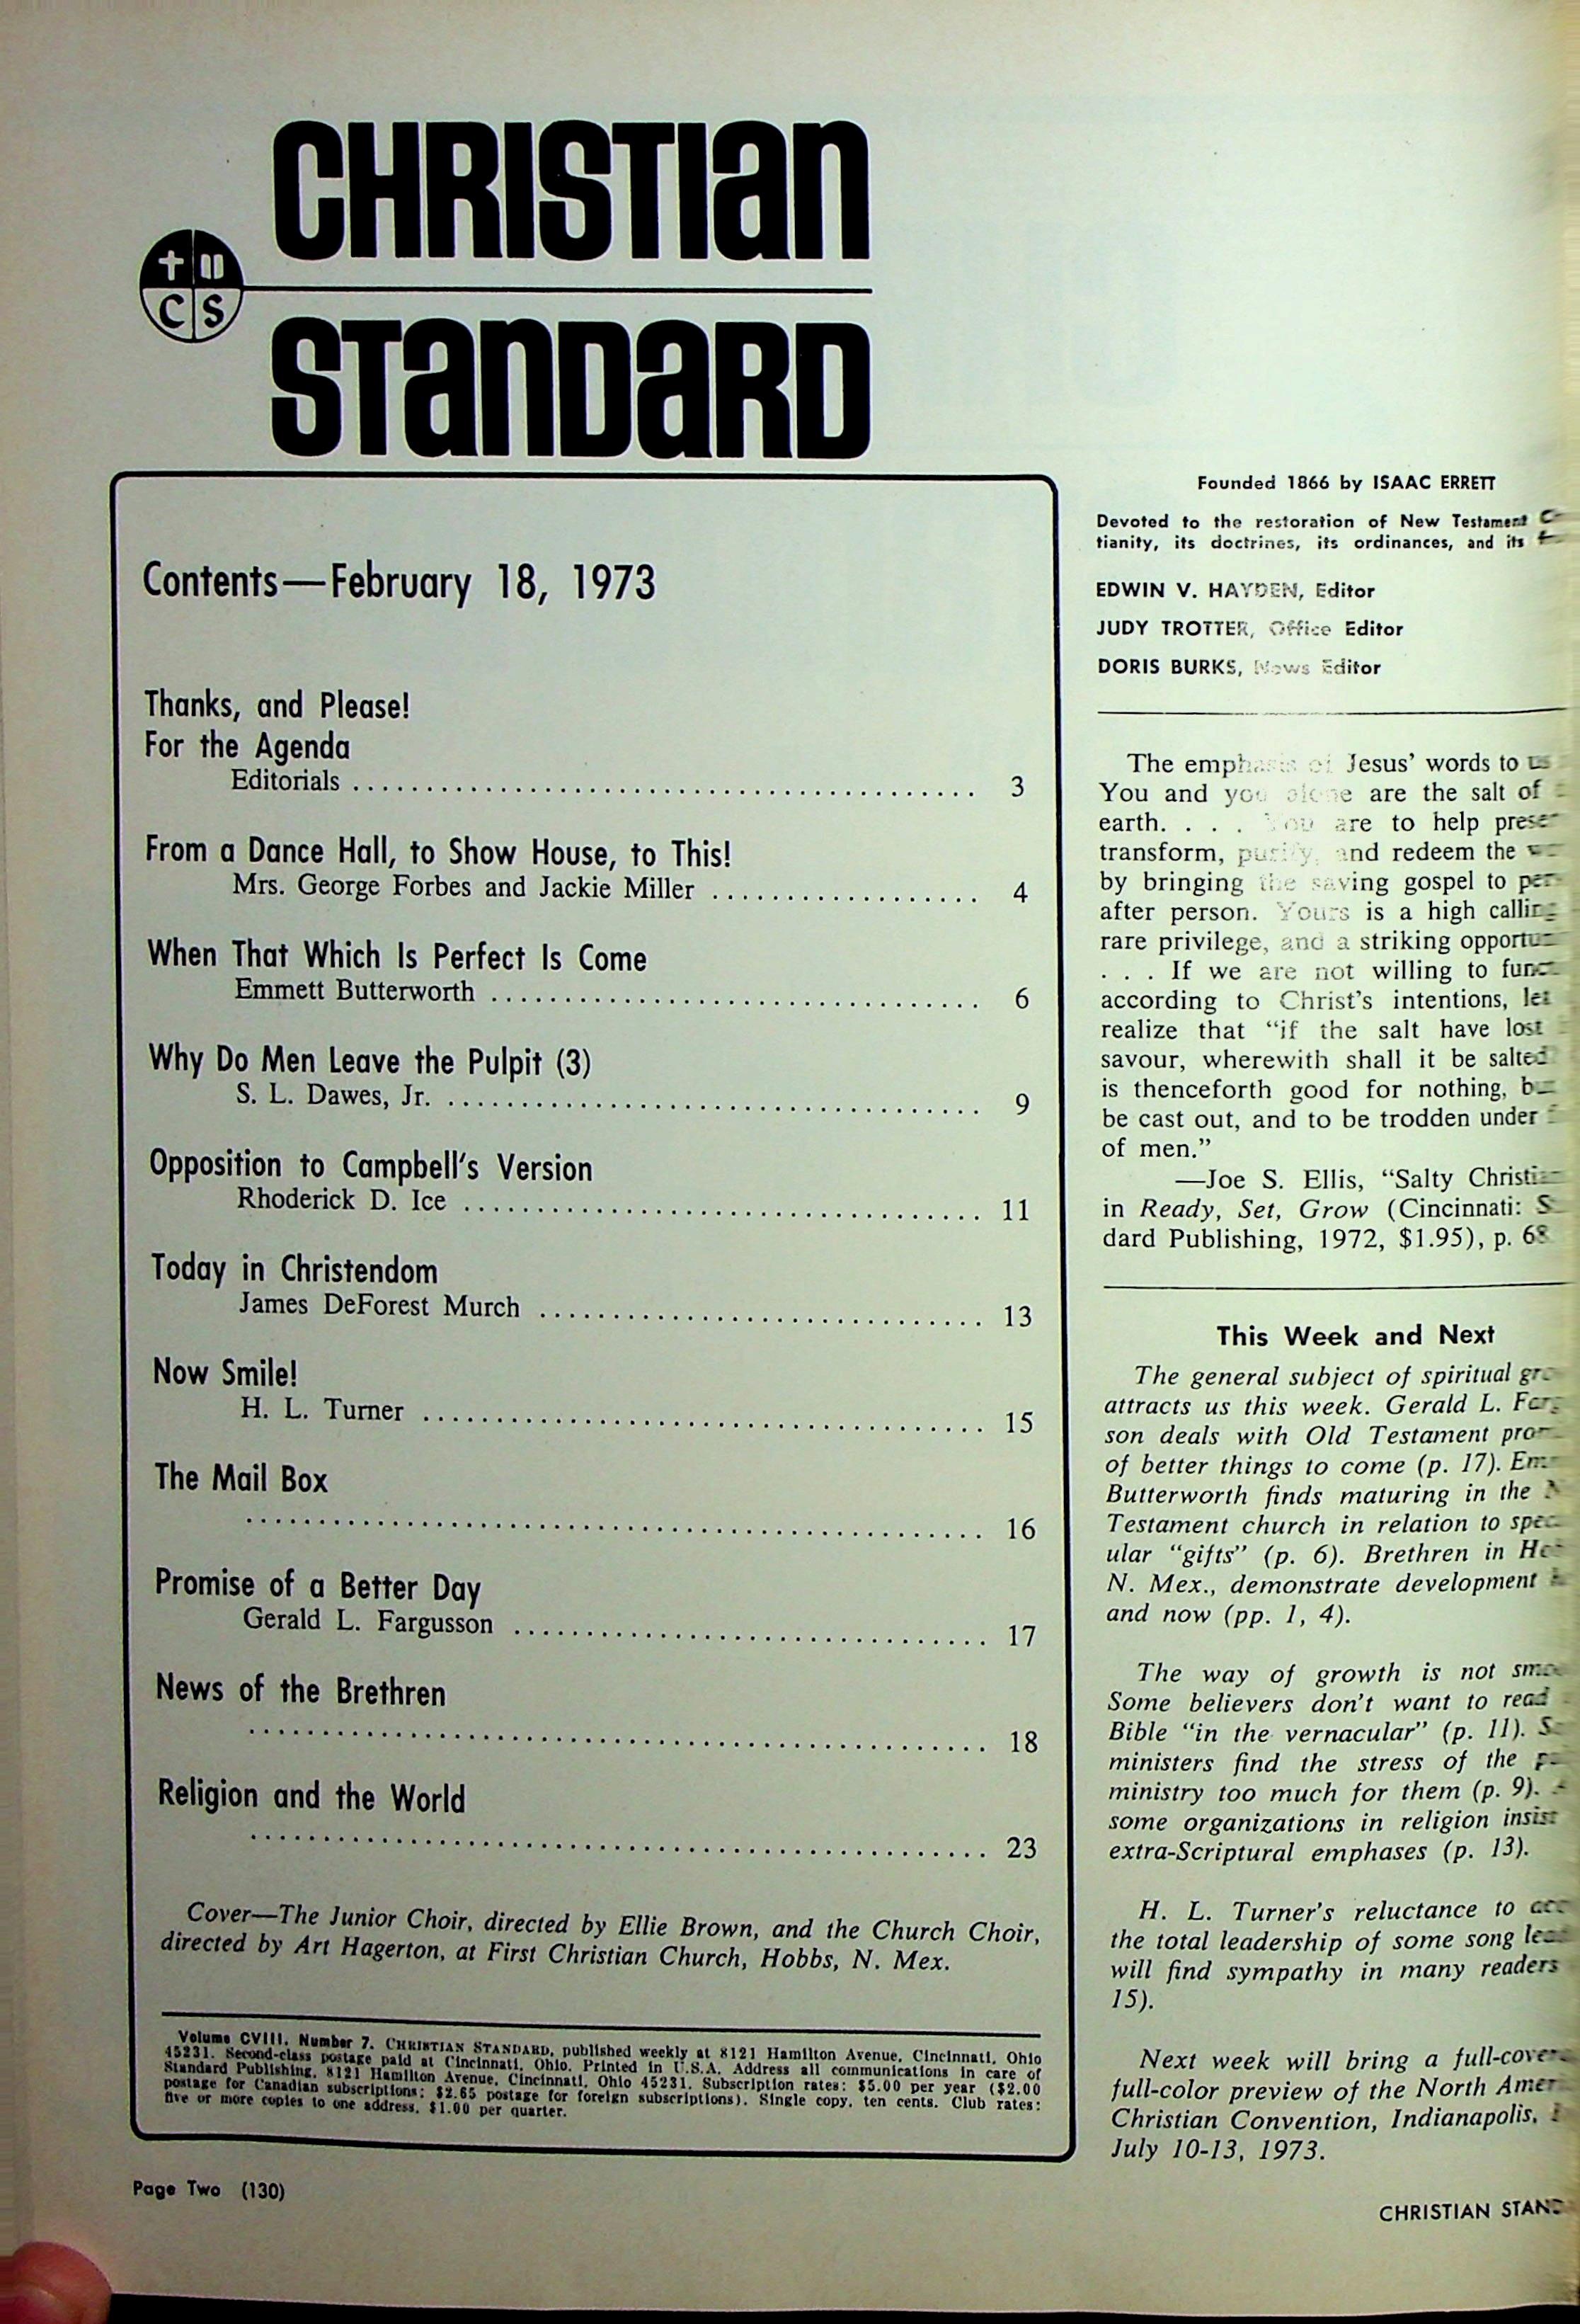 CHRISTIAN
C S
STANDARD
Contents—February 18, 1973
Thanks, and Please!
For the Agenda
Editorials ........................................... 3
From a Dance Hall, to Show House, to This!
Mrs. George Forbes and Jackie Miller ................... 4
When That Which Is Perfect Is Come
Emmett Butterworth .................................. 6
Why Do Men Leave the Pulpit (3)
S. L. Dawes, Jr. ..................................... 9
Opposition to Campbell's Version
Rhoderick D. Ice .................................... 11
Today in Christendom
James DeForest Murch ............................... 13
Now Smile!
H. L. Turner ....................................... 15
The Mail Box
................................................... 16
Promise of a Better Day
Gerald L. Fargusson ................................. 17
News of the Brethren
................................................... 18
Religion and the World
................................................... 23
Cover—The Junior Choir, directed by Ellie Brown, and the Church Choir,
directed by Art Hagerton, at First Christian Church, Hobbs, N. Mex.
Volume CVIII, Number 7. CHRISTIAN STANDARD, published weekly at 8121 Hamilton Avenue, Cincinnati, Ohio
45231. Second-class postage paid at Cincinnati, Ohio. Printed in U.S.A. Address all communications in care of
Standard Publishing, 8121 Hamilton Avenue, Cincinnati, Ohio 45231. Subscription rates: $5.00 per year ($2.00
postage for Canadian subscriptions; $2.65 postage for foreign subscriptions). Single copy, ten cents. Club rates:
five or more copies to one address, $1.00 per quarter.
Page Two (130)
Founded 1866 by ISAAC ERRETT
Devoted to the restoration of New Testament
tianity, its doctrines, its ordinances, and its
EDWIN V. HAYDEN, Editor
JUDY TROTTER, Office Editor
DORIS BURKS, News Editor
The emphasis of Jesus' words to us
You and you alone are the salt of
earth. . . . You are to help
transform, purify, and redeem the
by bringing the saving gospel to
after person. Yours is a high
rare privilege, and a striking
. . . If we are not willing to
according to Christ's intentions, let
realize that "if the salt have lost
savour, wherewith shall it be salted
is thenceforth good for nothing,
be cast out, and to be trodden under
of men."
—Joe S. Ellis, "Salty
in Ready, Set, Grow (Cincinnati:
dard Publishing, 1972, $1.95), p. 68
This Week and Next
The general subject of spiritual
attracts us this week. Gerald L.
son deals with Old Testament
of better things to come (p. 17).
Butterworth finds maturing in the
Testament church in relation to
ular "gifts" (p. 6). Brethren in
N. Mex., demonstrate development
and now (pp. 1, 4).
The way of growth is not
Some believers don't want to read
Bible "in the vernacular" (p. 11).
ministers find the stress of the
ministry too much for them (p. 9).
some organizations in religion insist
extra-Scriptural emphases (p. 13).
H. L. Turner's reluctance to
the total leadership of some song
will find sympathy in many readers
15).
Next week will bring a
full-color preview of the North
Christian Convention, Indianapolis,
July 10-13, 1973.
CHRISTIAN